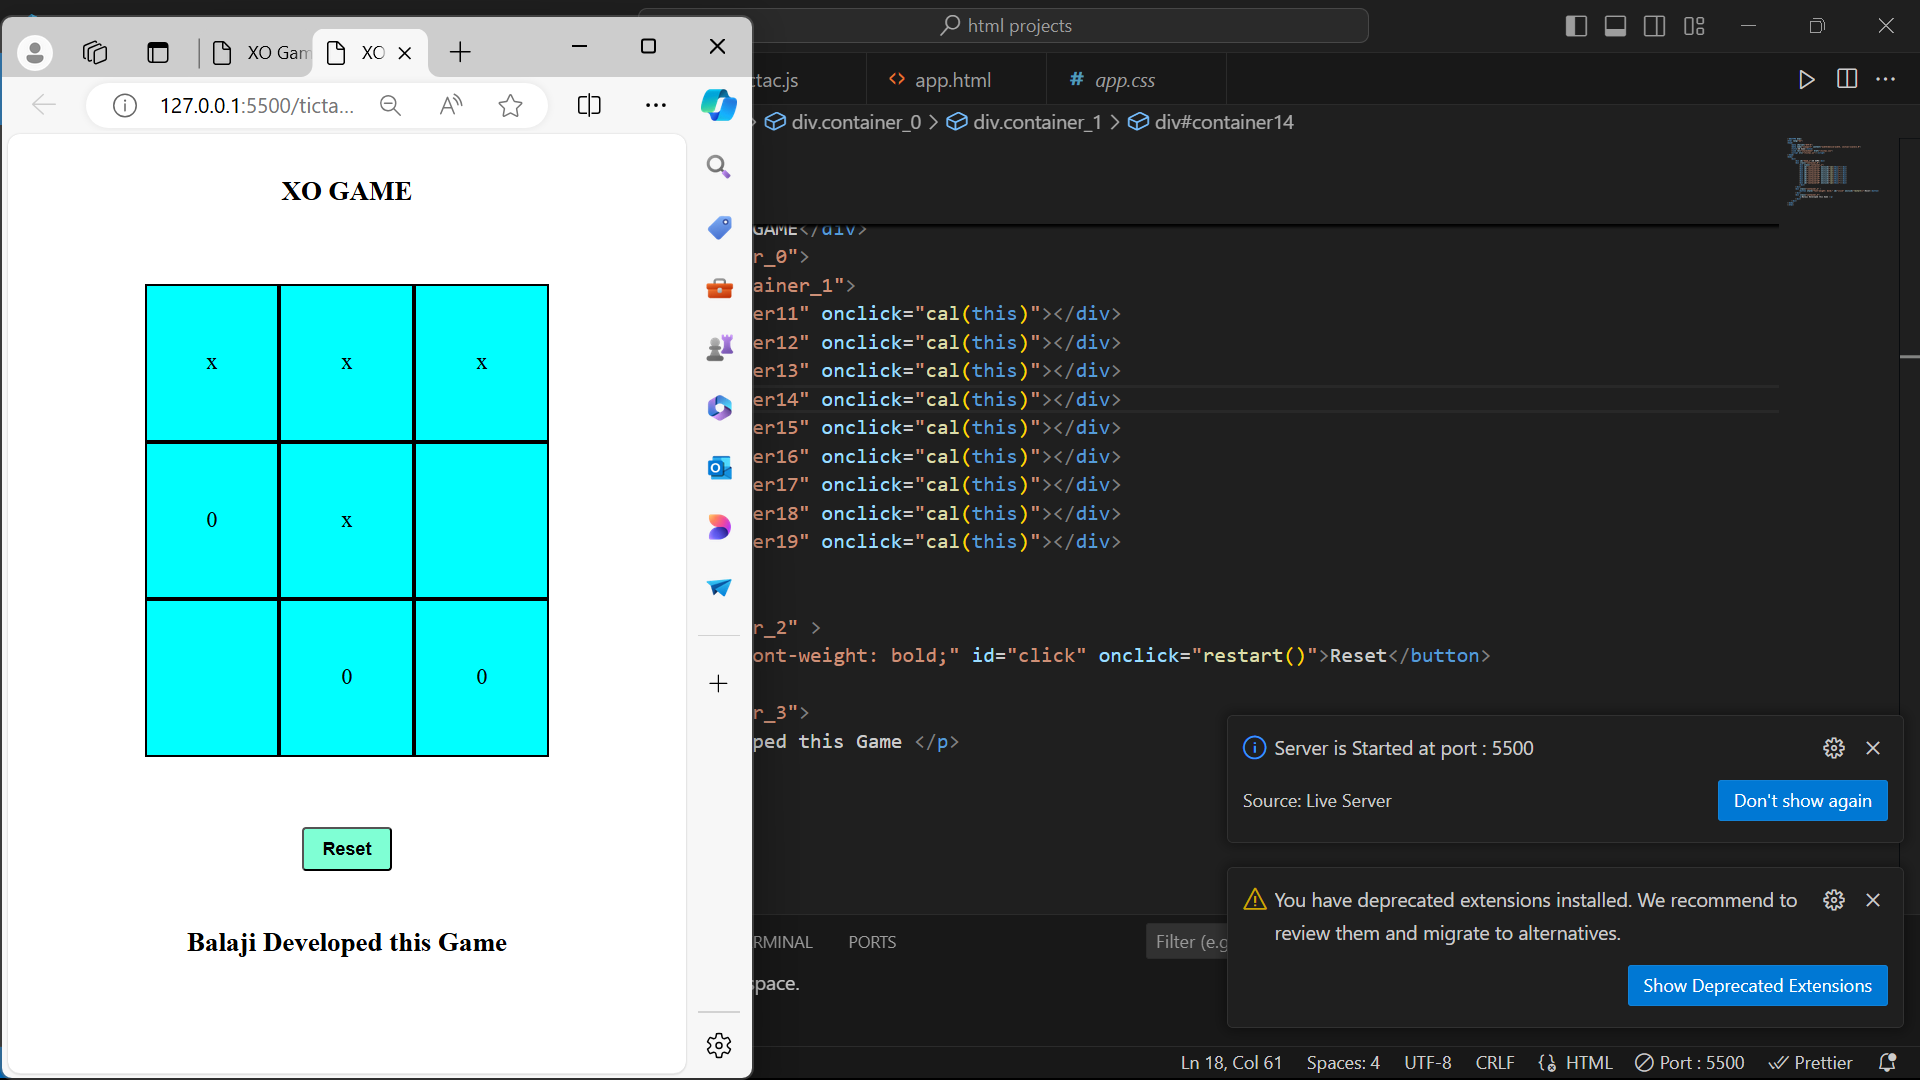 html projects
XO Gam
XO
127.0.0.1:5500/ticta...
ctac.js
<> app.html
# app.css
div.container_0 > div.container_1 > div#container14
XO GAME
x x x
0 x
0 0
Reset
Balaji Developed this Game
GAME</div>
r_0">
ainer_1">
er11" onclick="cal(this)"></div>
er12" onclick="cal(this)"></div>
er13" onclick="cal(this)"></div>
er14" onclick="cal(this)"></div>
er15" onclick="cal(this)"></div>
er16" onclick="cal(this)"></div>
er17" onclick="cal(this)"></div>
er18" onclick="cal(this)"></div>
er19" onclick="cal(this)"></div>
r_2" >
ont-weight: bold;" id="click" onclick="restart()">Reset</button>
r_3">
ped this Game </p>
Server is Started at port : 5500
Source: Live Server
Don't show again
You have deprecated extensions installed. We recommend to
review them and migrate to alternatives.
Show Deprecated Extensions
RMINAL PORTS
Filter (e.g
space.
Ln 18, Col 61 Spaces: 4 UTF-8 CRLF HTML Port : 5500 Prettier